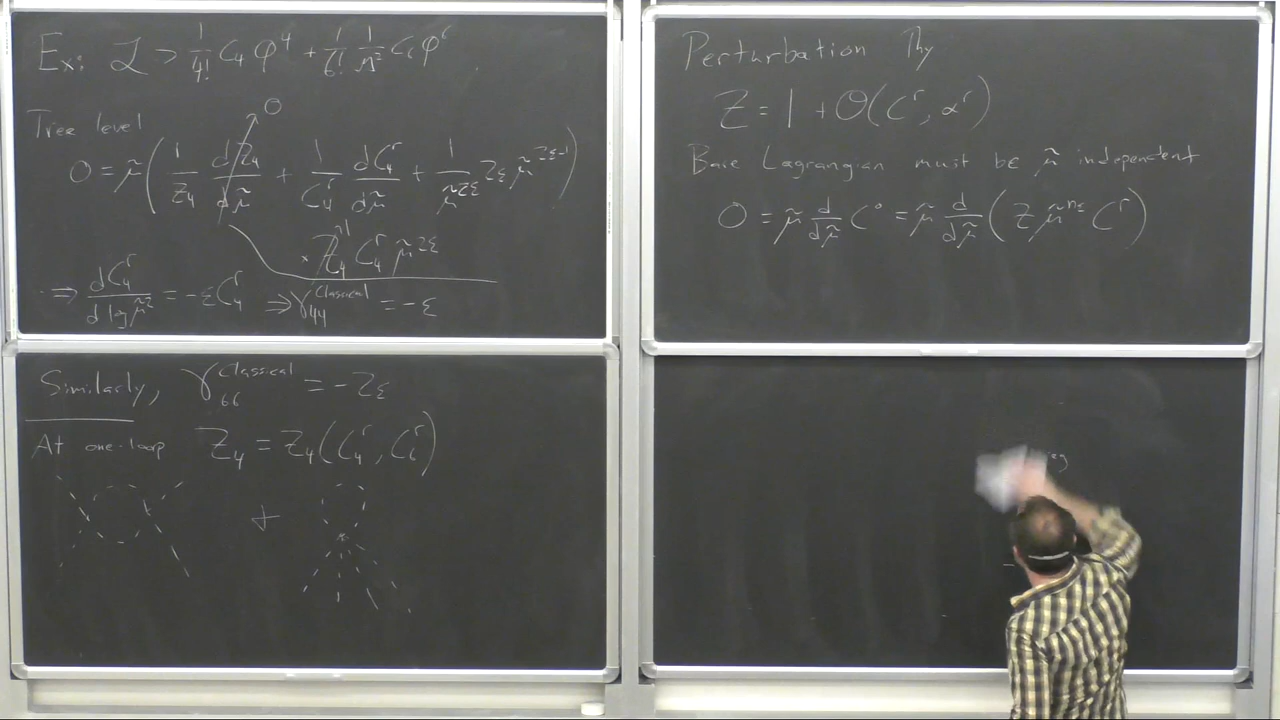 Ex: ℒ > 1/4! C₄ φ⁴ + 1/6! 1/Λ² C₆ φ⁶
Tree level
0
0 = μ̃ ( 1/Z₄ dZ₄/dμ̃ + 1/C₄ʳ dC₄ʳ/dμ̃ + 1/μ̃^{2ε} 2ε μ̃^{2ε-1} )
× Z₄ C₄ʳ μ̃^{2ε}
⇒ dC₄ʳ/d log μ̃² = -ε C₄ʳ ⇒ γ₄₄^{Classical} = -ε
Similarly, γ₆₆^{Classical} = -2ε
At one-loop Z₄ = Z₄(C₄ʳ, C₆ʳ)
+
Perturbation Thy
Z = 1 + O(Cʳ, αʳ)
Bare Lagrangian must be μ̃ independent
0 = μ̃ d/dμ̃ C⁰ = μ̃ d/dμ̃ ( Z μ̃^{nε} Cʳ )